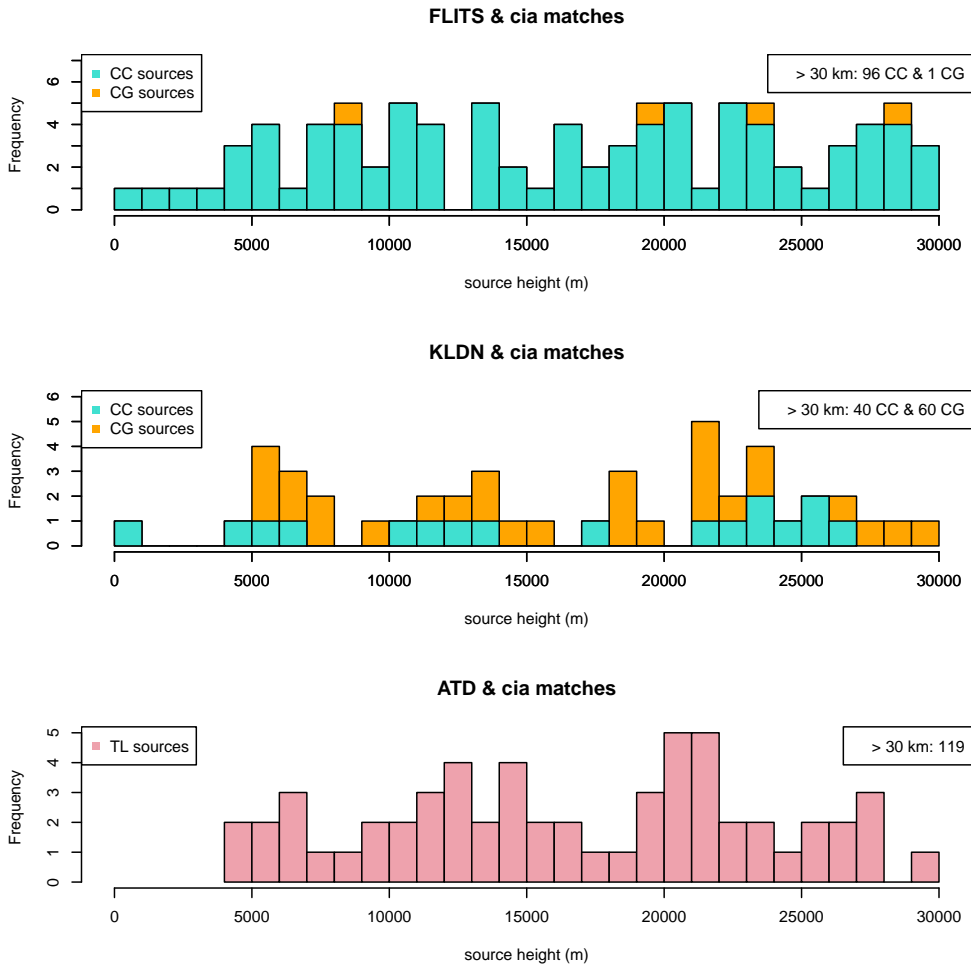 FLITS & cia matches
CC sources
CG sources
> 30 km: 96 CC & 1 CG
Frequency
0 2 4 6
0 5000 10000 15000 20000 25000 30000
source height (m)
KLDN & cia matches
CC sources
CG sources
> 30 km: 40 CC & 60 CG
Frequency
0 1 2 3 4 5 6
0 5000 10000 15000 20000 25000 30000
source height (m)
ATD & cia matches
TL sources
> 30 km: 119
Frequency
0 1 2 3 4 5
0 5000 10000 15000 20000 25000 30000
source height (m)